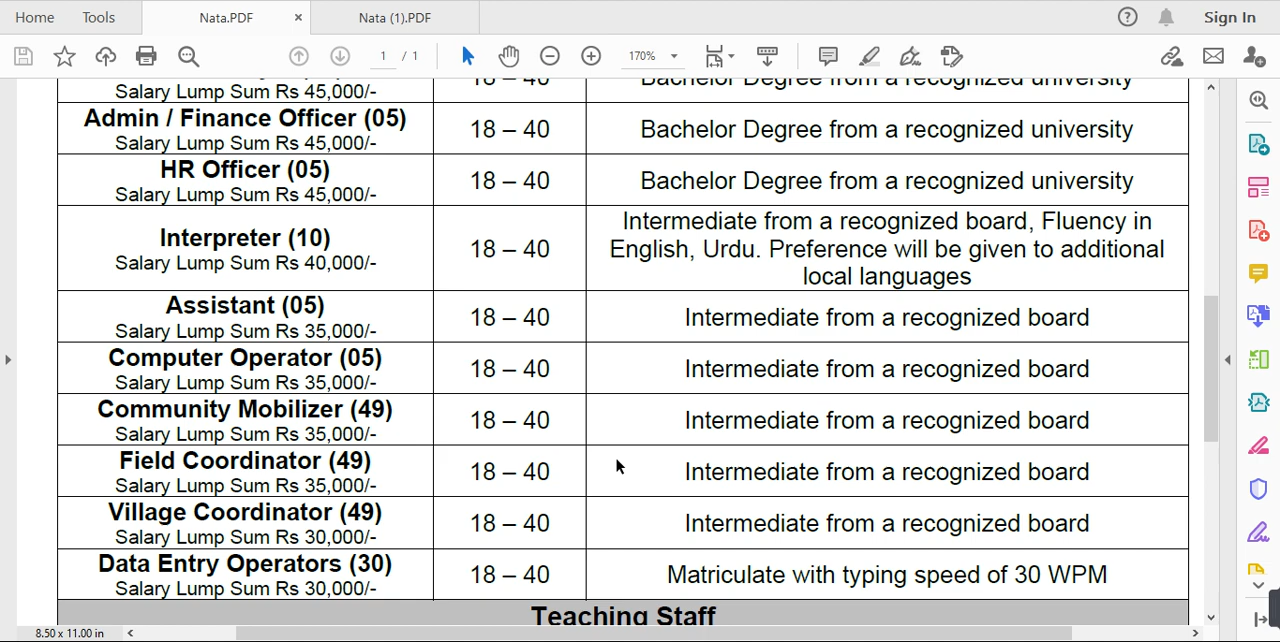 Home Tools Nata.PDF × Nata (1).PDF Sign In
1 / 1 170%
Salary Lump Sum Rs 45,000/- 18 – 40 Bachelor Degree from a recognized university
Admin / Finance Officer (05)
Salary Lump Sum Rs 45,000/-
18 – 40
Bachelor Degree from a recognized university
HR Officer (05)
Salary Lump Sum Rs 45,000/-
18 – 40
Bachelor Degree from a recognized university
Interpreter (10)
Salary Lump Sum Rs 40,000/-
18 – 40
Intermediate from a recognized board, Fluency in
English, Urdu. Preference will be given to additional
local languages
Assistant (05)
Salary Lump Sum Rs 35,000/-
18 – 40
Intermediate from a recognized board
Computer Operator (05)
Salary Lump Sum Rs 35,000/-
18 – 40
Intermediate from a recognized board
Community Mobilizer (49)
Salary Lump Sum Rs 35,000/-
18 – 40
Intermediate from a recognized board
Field Coordinator (49)
Salary Lump Sum Rs 35,000/-
18 – 40
Intermediate from a recognized board
Village Coordinator (49)
Salary Lump Sum Rs 30,000/-
18 – 40
Intermediate from a recognized board
Data Entry Operators (30)
Salary Lump Sum Rs 30,000/-
18 – 40
Matriculate with typing speed of 30 WPM
Teaching Staff
8.50 x 11.00 in